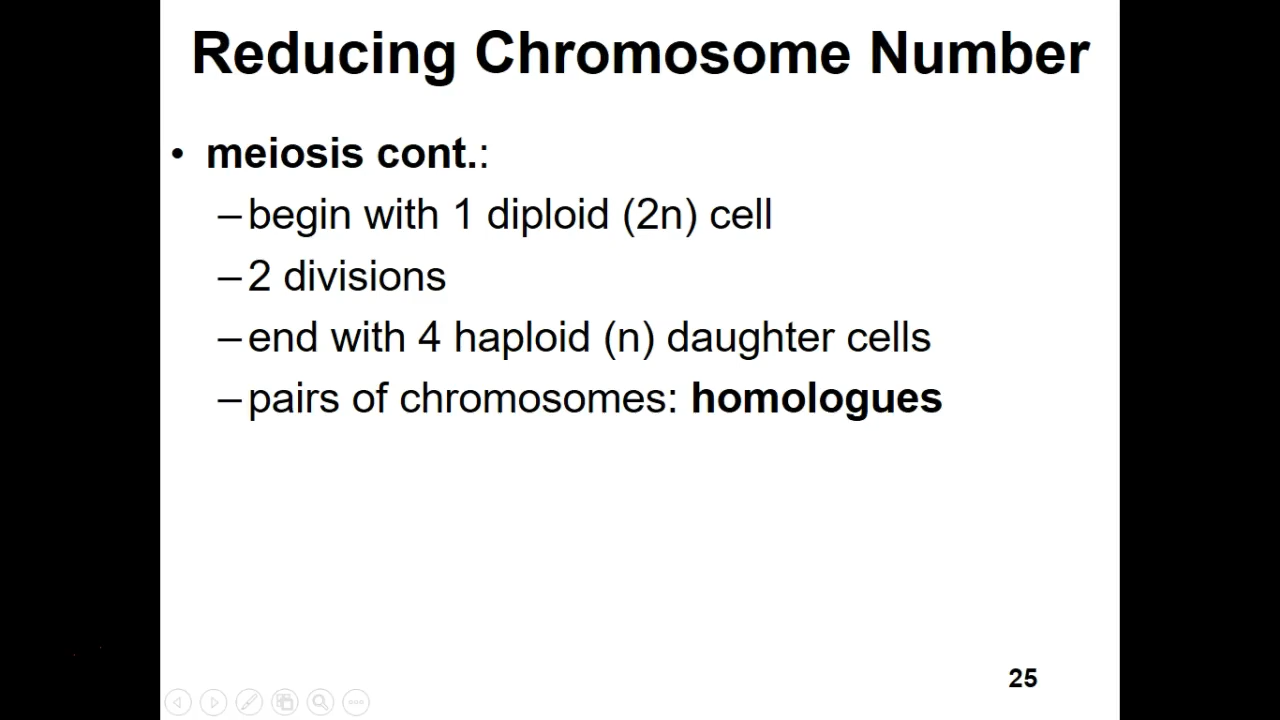 Reducing Chromosome Number
• meiosis cont.:
–begin with 1 diploid (2n) cell
–2 divisions
–end with 4 haploid (n) daughter cells
–pairs of chromosomes: homologues
25